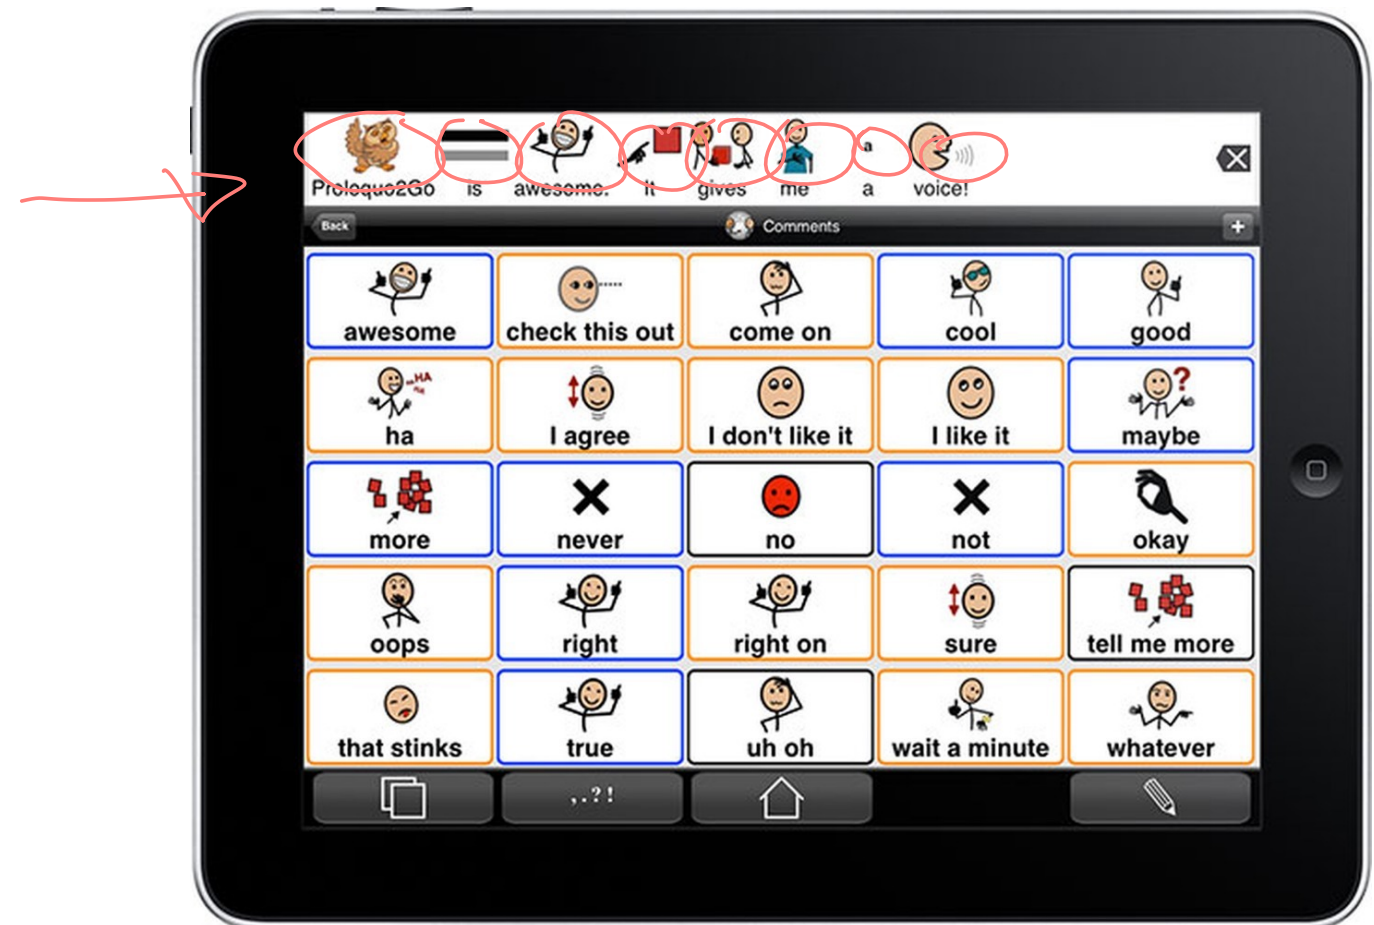 Proloquo2Go is awesome. It gives me a voice!
Back Comments +
awesome check this out come on cool good
HA
HA
ha I agree I don't like it I like it maybe
?
more never no not okay
oops right right on sure tell me more
that stinks true uh oh wait a minute whatever
,.?!
a